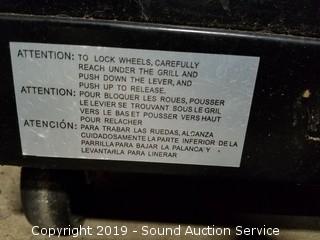 ATTENTION: TO LOCK WHEELS, CAREFULLY
REACH UNDER THE GRILL AND
PUSH DOWN THE LEVER, AND
PUSH UP TO RELEASE.
ATTENTION: POUR BLOQUER LES ROUES, POUSSER
LE LEVIER SE TROUVANT SOUS LE GRIL
VERS LE BAS ET POUSSER VERS HAUT
POUR RELACHER
ATENCIÓN: PARA TRABAR LAS RUEDAS, ALCANZA
CUIDADOSAMENTE LA PARTE INFERIOR DE LA
PARRILLA PARA BAJAR LA PALANCA Y
LEVANTARLA PARA LINERAR
Copyright 2019 - Sound Auction Service